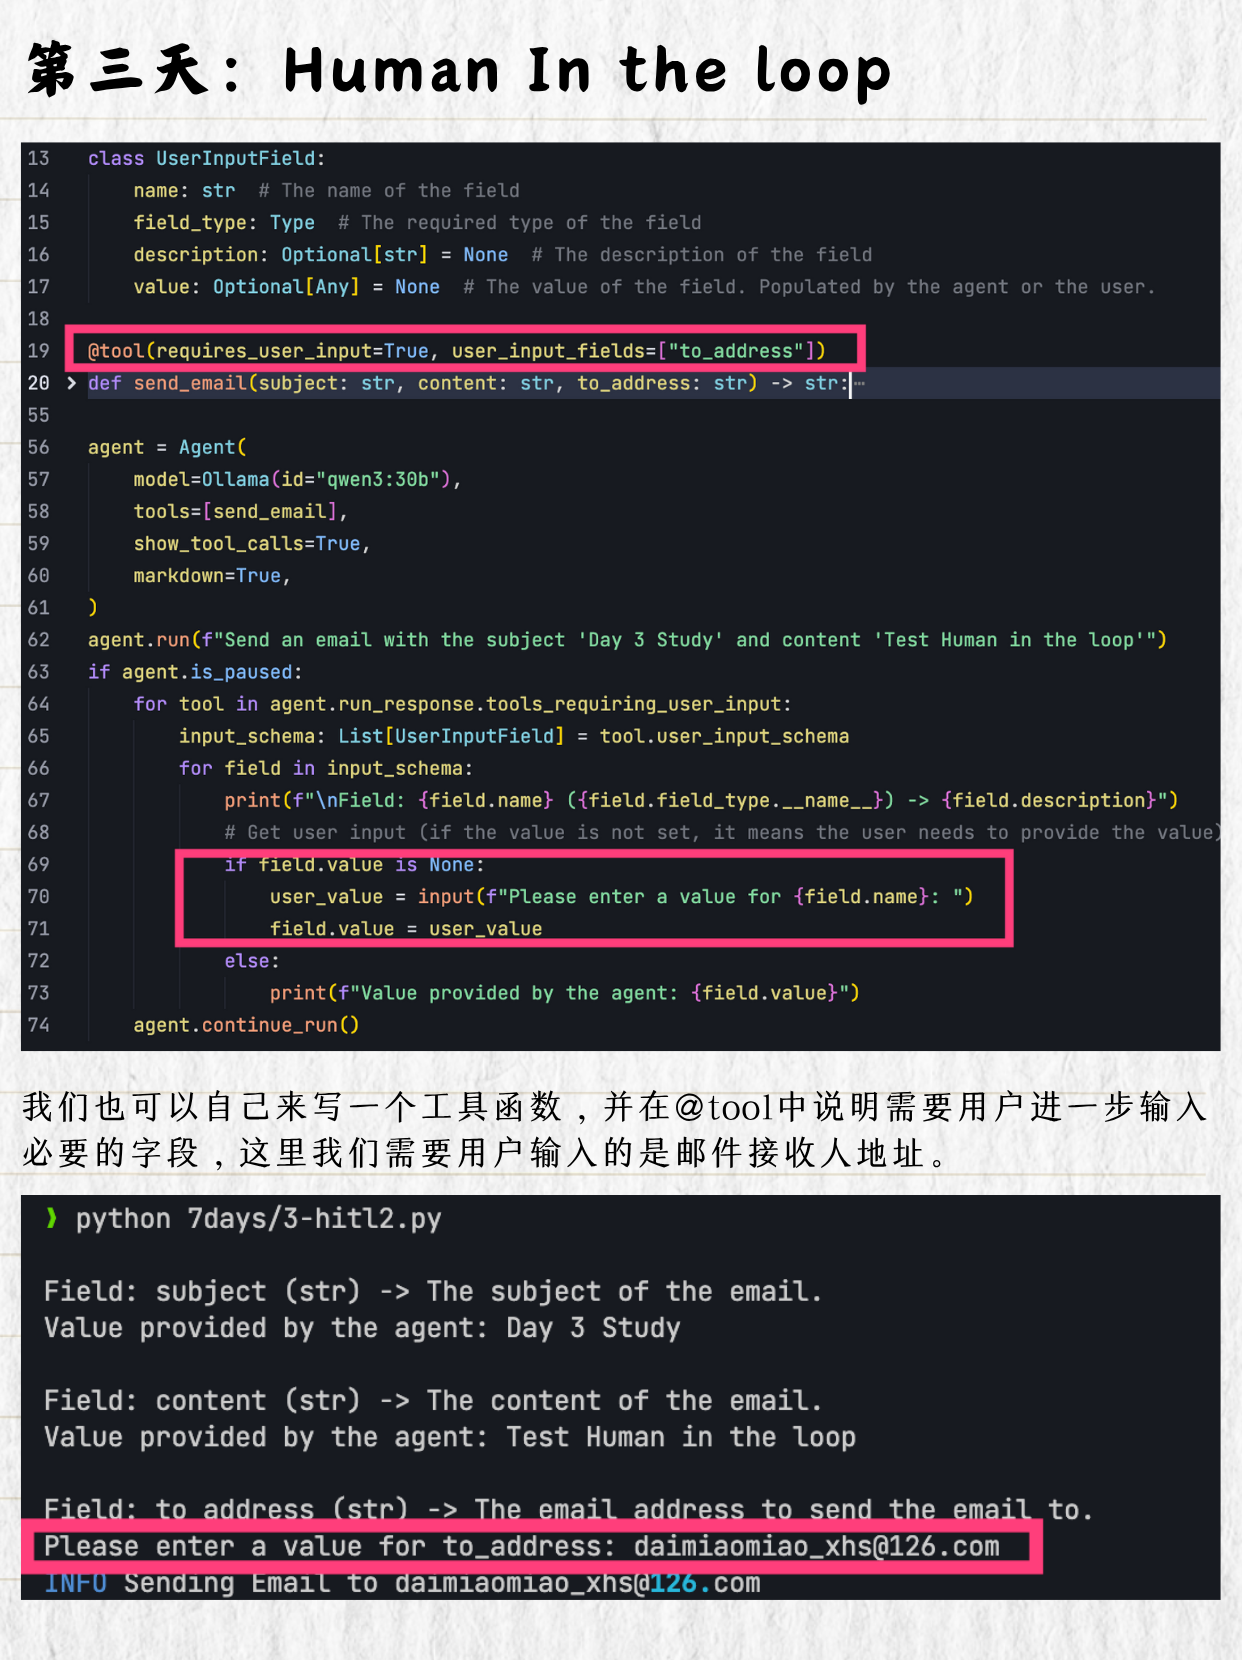 第三天：Human In the loop
13 class UserInputField:
14 name: str # The name of the field
15 field_type: Type # The required type of the field
16 description: Optional[str] = None # The description of the field
17 value: Optional[Any] = None # The value of the field. Populated by the agent or the user.
18
19 @tool(requires_user_input=True, user_input_fields=["to_address"])
20 > def send_email(subject: str, content: str, to_address: str) -> str:⋯
55
56 agent = Agent(
57 model=Ollama(id="qwen3:30b"),
58 tools=[send_email],
59 show_tool_calls=True,
60 markdown=True,
61 )
62 agent.run(f"Send an email with the subject 'Day 3 Study' and content 'Test Human in the loop'")
63 if agent.is_paused:
64 for tool in agent.run_response.tools_requiring_user_input:
65 input_schema: List[UserInputField] = tool.user_input_schema
66 for field in input_schema:
67 print(f"\nField: {field.name} ({field.field_type.__name__}) -> {field.description}")
68 # Get user input (if the value is not set, it means the user needs to provide the value)
69 if field.value is None:
70 user_value = input(f"Please enter a value for {field.name}: ")
71 field.value = user_value
72 else:
73 print(f"Value provided by the agent: {field.value}")
74 agent.continue_run()
我们也可以自己来写一个工具函数，并在@tool中说明需要用户进一步输入
必要的字段，这里我们需要用户输入的是邮件接收人地址。
❯ python 7days/3-hitl2.py
Field: subject (str) -> The subject of the email.
Value provided by the agent: Day 3 Study
Field: content (str) -> The content of the email.
Value provided by the agent: Test Human in the loop
Field: to_address (str) -> The email address to send the email to.
Please enter a value for to_address: daimiaomiao_xhs@126.com
INFO Sending Email to daimiaomiao_xhs@126.com